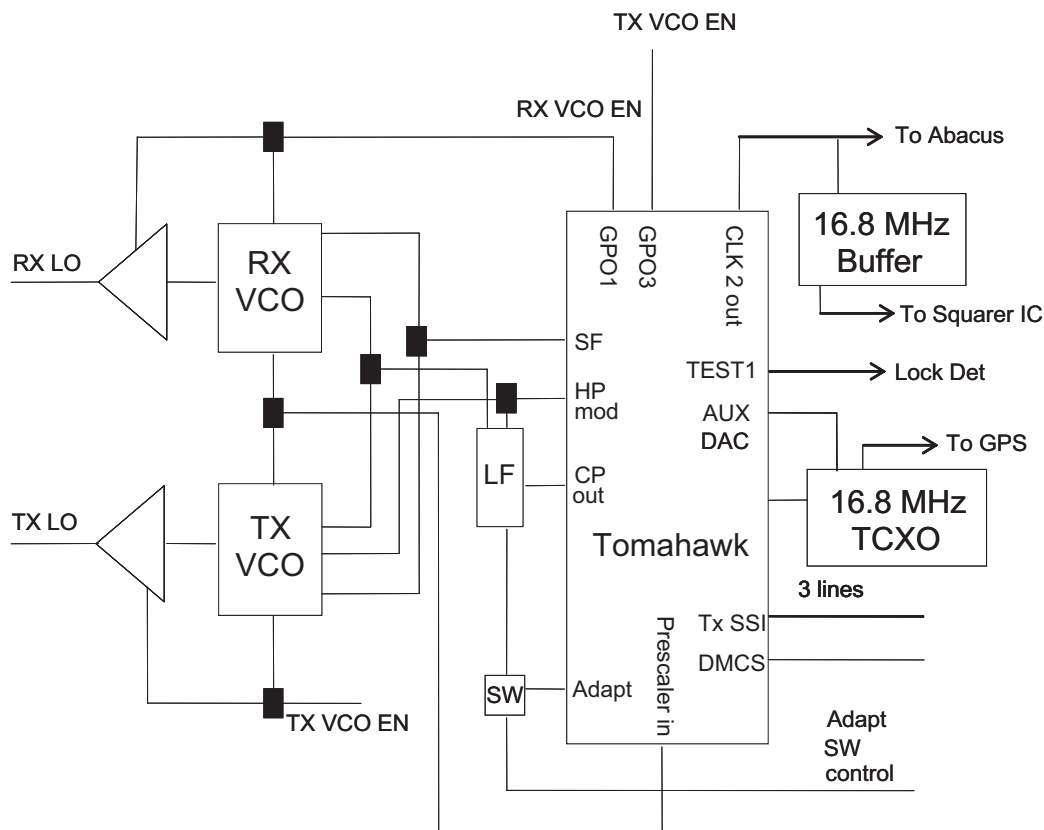 TX VCO EN
RX VCO EN
To Abacus
GPO1
GPO3
CLK 2 out
16.8 MHz
Buffer
RX LO
RX
VCO
To Squarer IC
SF
TEST1
Lock Det
HP
mod
AUX
DAC
To GPS
LF
CP
out
16.8 MHz
TCXO
TX LO
TX
VCO
Tomahawk
3 lines
Tx SSI
Prescaler in
DMCS
SW
Adapt
TX VCO EN
Adapt
SW
control